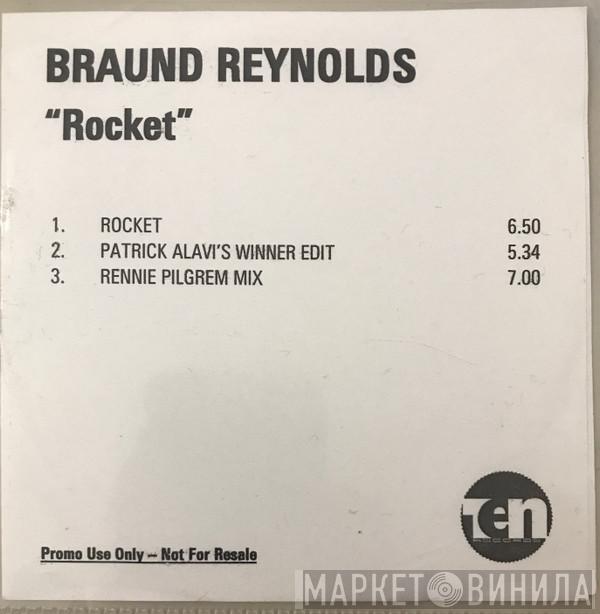 BRAUND REYNOLDS
"Rocket"
1. ROCKET 6.50
2. PATRICK ALAVI'S WINNER EDIT 5.34
3. RENNIE PILGREM MIX 7.00
Ten
RECORDS
Promo Use Only – Not For Resale
МАРКЕТ ВИНИЛА